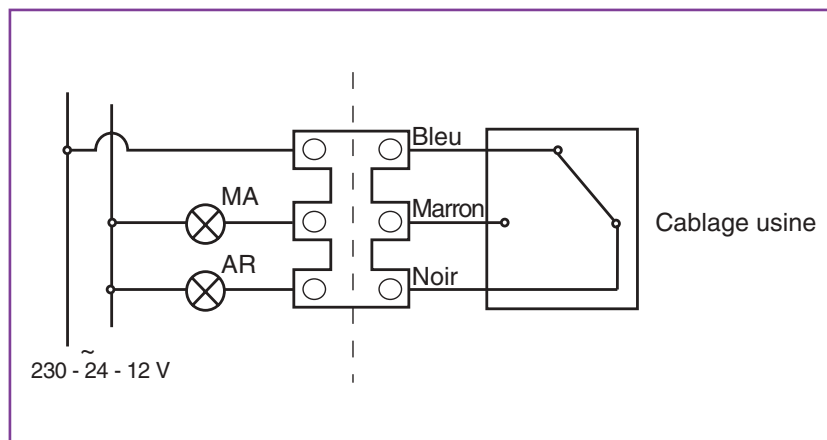 Bleu
MA
Marron
Cablage usine
AR
Noir
~
230 - 24 - 12 V